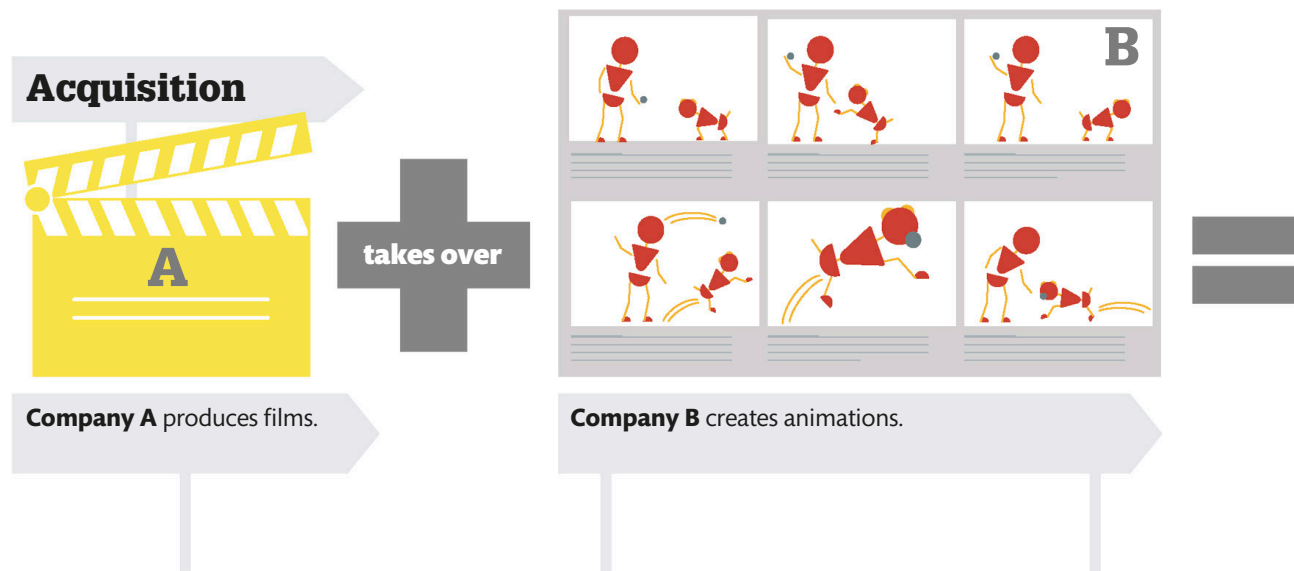 Acquisition
A
takes over
B
Company A produces films.
Company B creates animations.